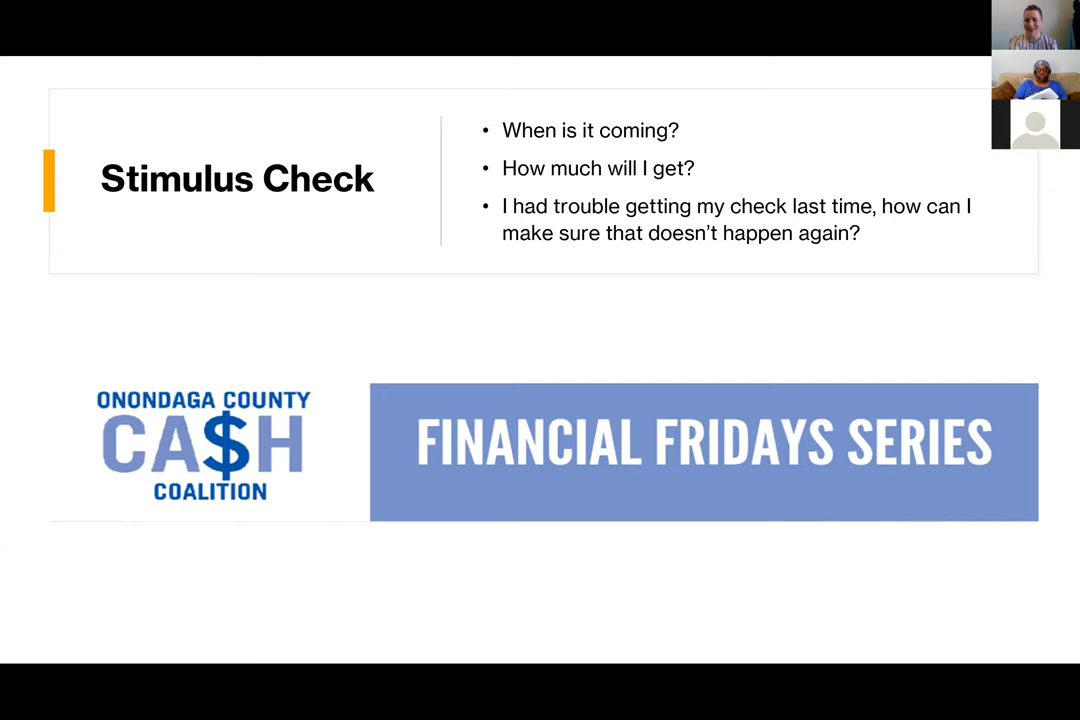 Stimulus Check
• When is it coming?
• How much will I get?
• I had trouble getting my check last time, how can I
make sure that doesn’t happen again?
ONONDAGA COUNTY
CA$H
COALITION
FINANCIAL FRIDAYS SERIES